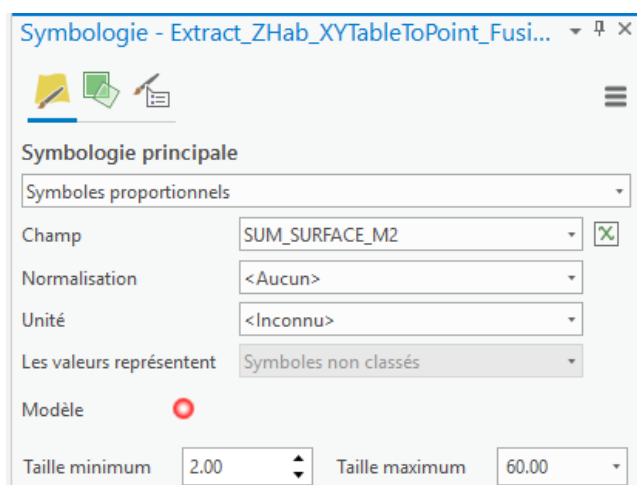 Symbologie - Extract_ZHab_XYTableToPoint_Fusi...
Symbologie principale
Symboles proportionnels
Champ SUM_SURFACE_M2
Normalisation <Aucun>
Unité <Inconnu>
Les valeurs représentent Symboles non classés
Modèle
Taille minimum 2.00 Taille maximum 60.00